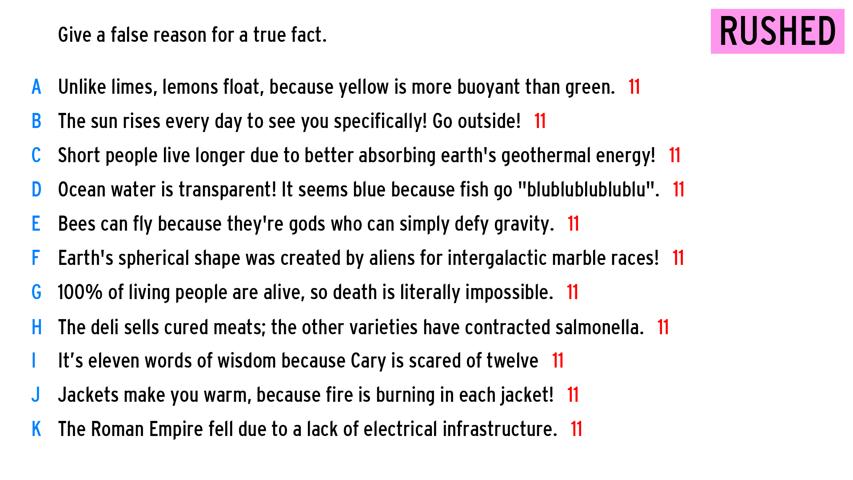 Give a false reason for a true fact.
RUSHED
A Unlike limes, lemons float, because yellow is more buoyant than green. 11
B The sun rises every day to see you specifically! Go outside! 11
C Short people live longer due to better absorbing earth's geothermal energy! 11
D Ocean water is transparent! It seems blue because fish go "blublublublublu". 11
E Bees can fly because they're gods who can simply defy gravity. 11
F Earth's spherical shape was created by aliens for intergalactic marble races! 11
G 100% of living people are alive, so death is literally impossible. 11
H The deli sells cured meats; the other varieties have contracted salmonella. 11
I It’s eleven words of wisdom because Cary is scared of twelve 11
J Jackets make you warm, because fire is burning in each jacket! 11
K The Roman Empire fell due to a lack of electrical infrastructure. 11